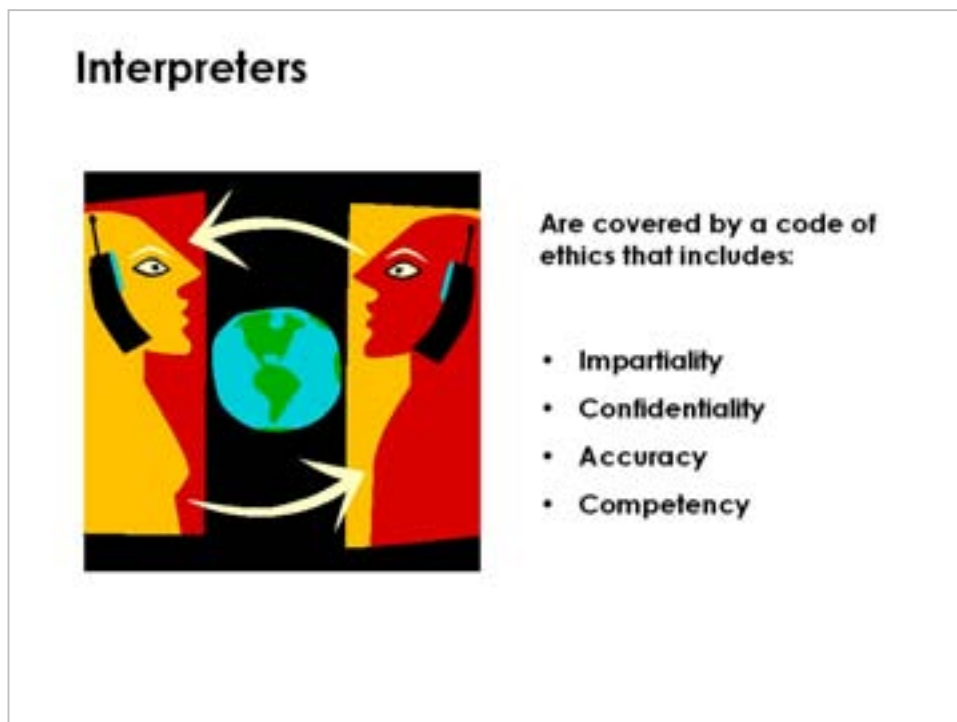 Interpreters
Are covered by a code of
ethics that includes:
• Impartiality
• Confidentiality
• Accuracy
• Competency